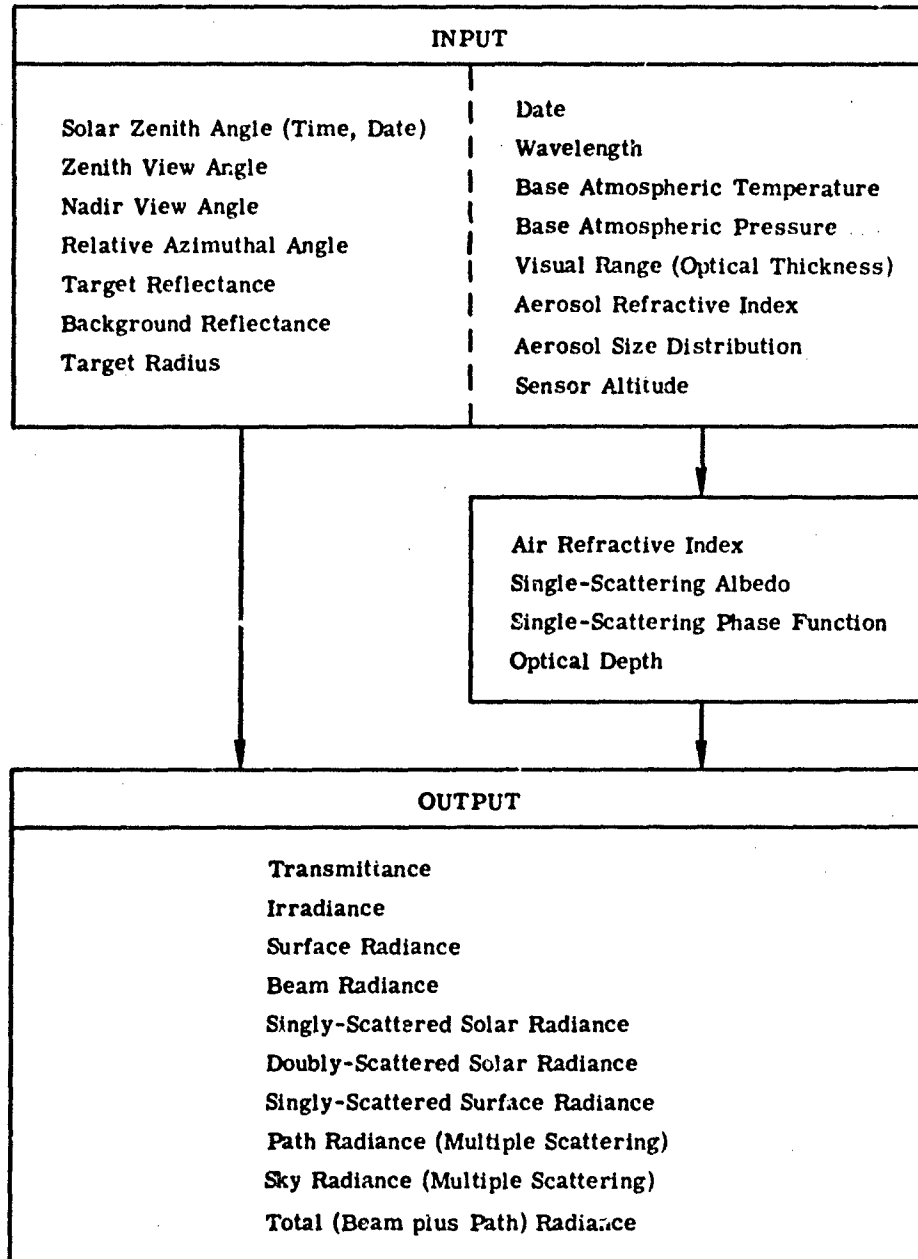 INPUT
Solar Zenith Angle (Time, Date)
Zenith View Angle
Nadir View Angle
Relative Azimuthal Angle
Target Reflectance
Background Reflectance
Target Radius
Date
Wavelength
Base Atmospheric Temperature
Base Atmospheric Pressure
Visual Range (Optical Thickness)
Aerosol Refractive Index
Aerosol Size Distribution
Sensor Altitude
Air Refractive Index
Single-Scattering Albedo
Single-Scattering Phase Function
Optical Depth
OUTPUT
Transmittance
Irradiance
Surface Radiance
Beam Radiance
Singly-Scattered Solar Radiance
Doubly-Scattered Solar Radiance
Singly-Scattered Surface Radiance
Path Radiance (Multiple Scattering)
Sky Radiance (Multiple Scattering)
Total (Beam plus Path) Radiance